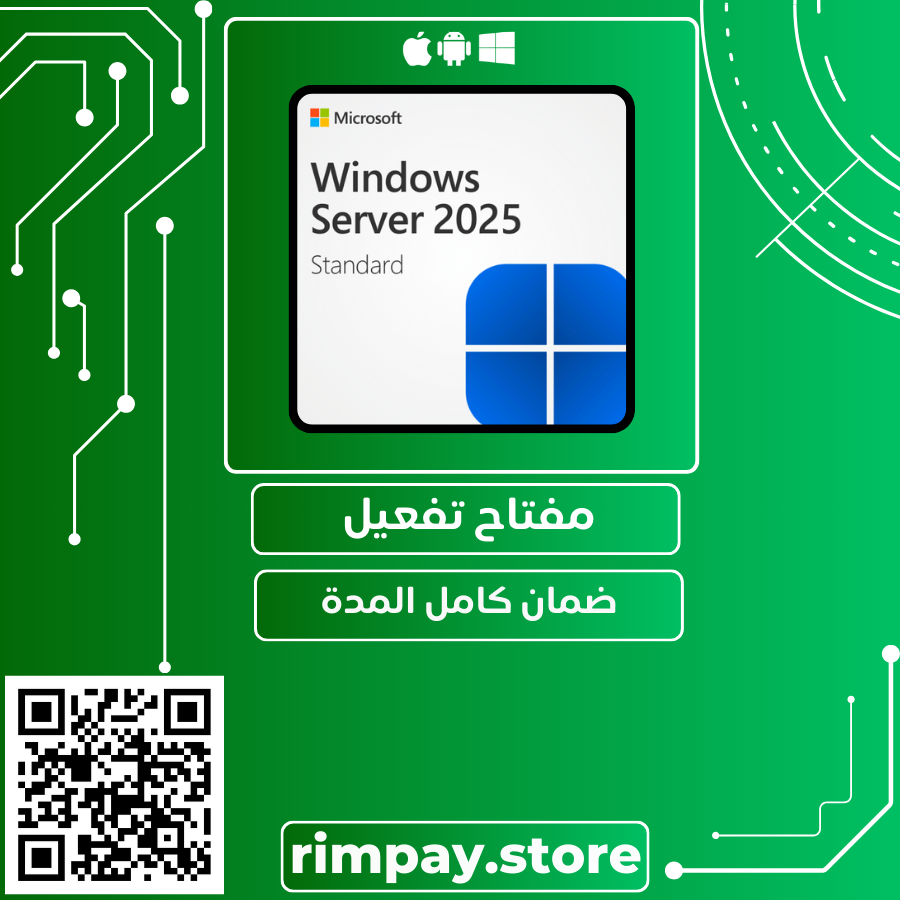 Microsoft
Windows
Server 2025
Standard
مفتاح تفعيل
ضمان كامل المدة
rimpay.store